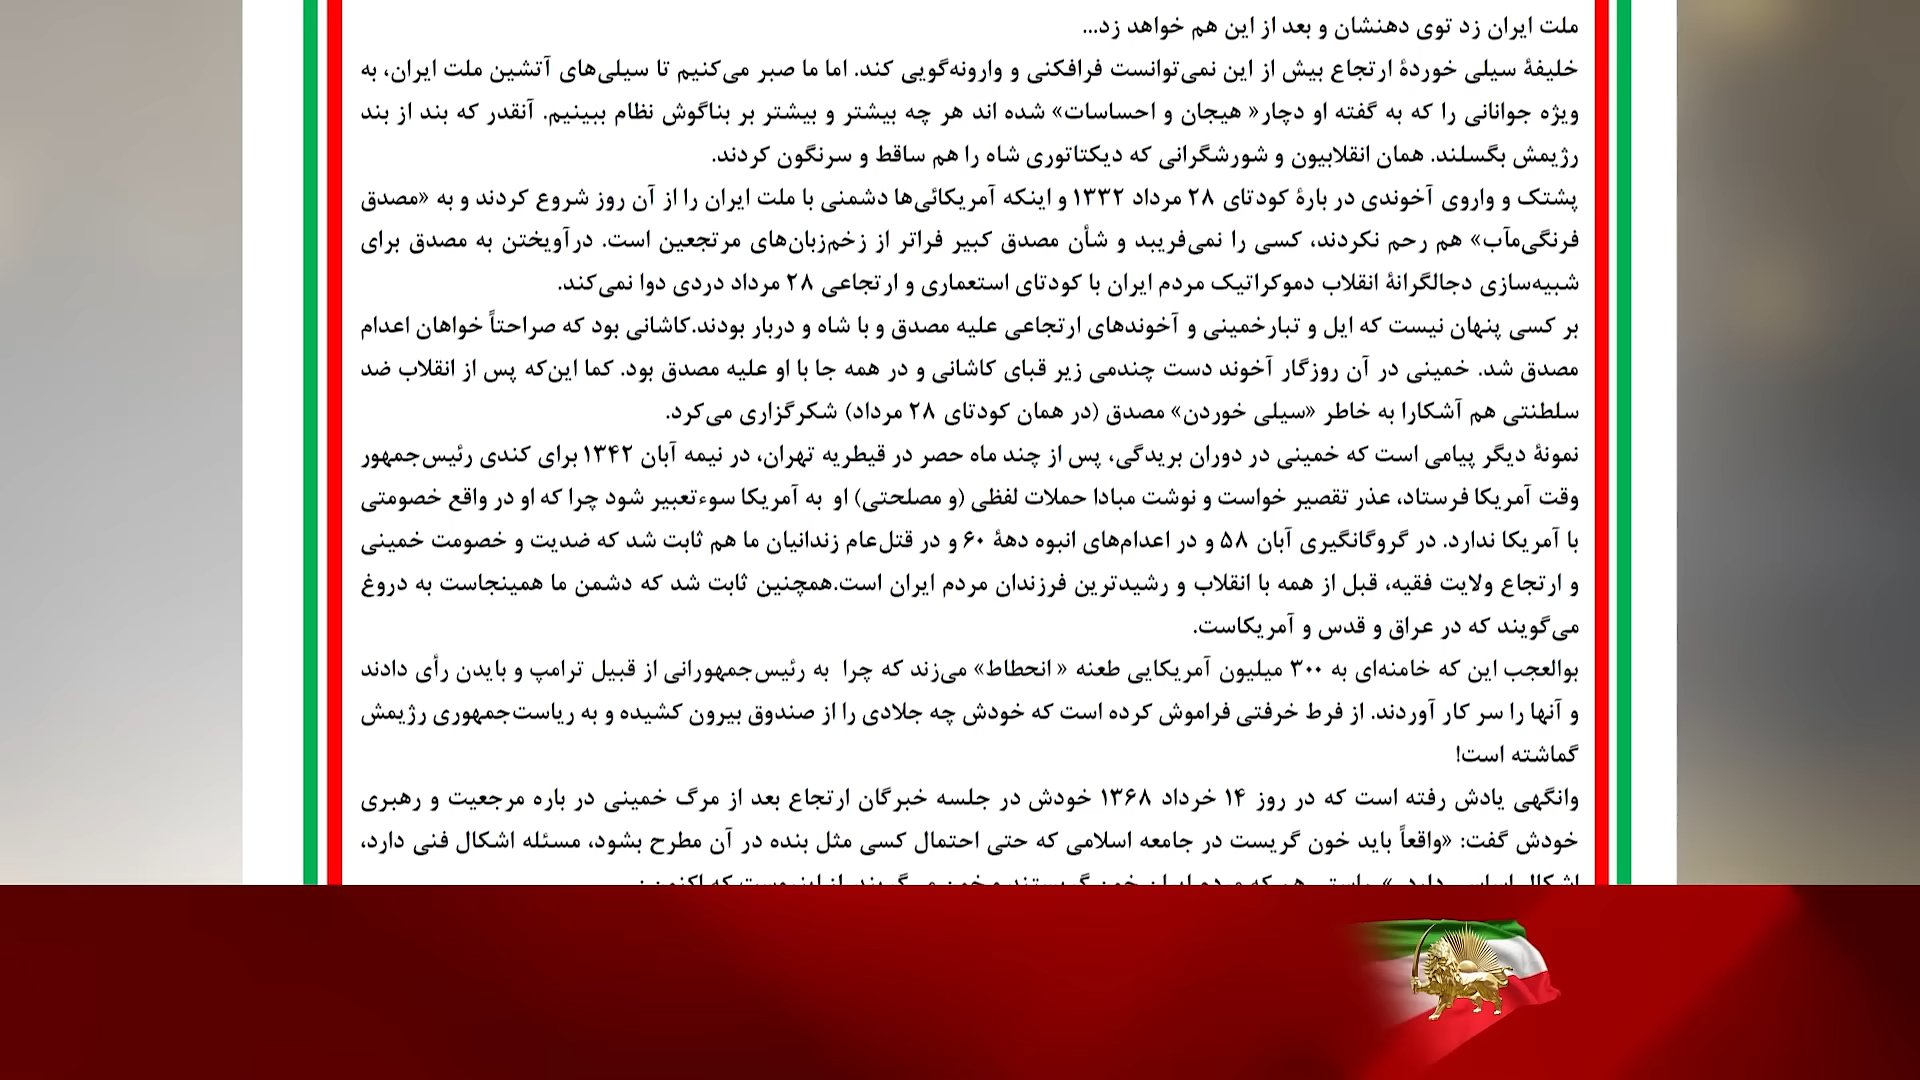 ملت ایران زد توی دهنشان و بعد از این هم خواهد زد...
خلیفهٔ سیلی خوردهٔ ارتجاع بیش از این نمی‌توانست فرافکنی و وارونه‌گویی کند. اما ما صبر می‌کنیم تا سیلی‌های آتشین ملت ایران، به
ویژه جوانانی را که به گفته او دچار« هیجان و احساسات» شده اند هر چه بیشتر و بیشتر بر بناگوش نظام ببینیم. آنقدر که بند از بند
رژیمش بگسلند. همان انقلابیون و شورشگرانی که دیکتاتوری شاه را هم ساقط و سرنگون کردند.
پشتک و واروی آخوندی در بارهٔ کودتای ۲۸ مرداد ۱۳۳۲ و اینکه آمریکائی‌ها دشمنی با ملت ایران را از آن روز شروع کردند و به «مصدق
فرنگی‌مآب» هم رحم نکردند، کسی را نمی‌فریبد و شأن مصدق کبیر فراتر از زخم‌زبان‌های مرتجعین است. درآویختن به مصدق برای
شبیه‌سازی دجالگرانهٔ انقلاب دموکراتیک مردم ایران با کودتای استعماری و ارتجاعی ۲۸ مرداد دردی دوا نمی‌کند.
بر کسی پنهان نیست که ایل و تبارخمینی و آخوندهای ارتجاعی علیه مصدق و با شاه و دربار بودند.کاشانی بود که صراحتاً خواهان اعدام
مصدق شد. خمینی در آن روزگار آخوند دست چندمی زیر قبای کاشانی و در همه جا با او علیه مصدق بود. کما این‌که پس از انقلاب ضد
سلطنتی هم آشکارا به خاطر «سیلی خوردن» مصدق (در همان کودتای ۲۸ مرداد) شکرگزاری می‌کرد.
نمونهٔ دیگر پیامی است که خمینی در دوران بریدگی، پس از چند ماه حصر در قیطریه تهران، در نیمه آبان ۱۳۴۲ برای کندی رئیس‌جمهور
وقت آمریکا فرستاد، عذر تقصیر خواست و نوشت مبادا حملات لفظی (و مصلحتی) او به آمریکا سوءتعبیر شود چرا که او در واقع خصومتی
با آمریکا ندارد. در گروگانگیری آبان ۵۸ و در اعدام‌های انبوه دههٔ ۶۰ و در قتل‌عام زندانیان ما هم ثابت شد که ضدیت و خصومت خمینی
و ارتجاع ولایت فقیه، قبل از همه با انقلاب و رشیدترین فرزندان مردم ایران است.همچنین ثابت شد که دشمن ما همینجاست به دروغ
می‌گویند که در عراق و قدس و آمریکاست.
بوالعجب این که خامنه‌ای به ۳۰۰ میلیون آمریکایی طعنه « انحطاط» می‌زند که چرا به رئیس‌جمهورانی از قبیل ترامپ و بایدن رأی دادند
و آنها را سر کار آوردند. از فرط خرفتی فراموش کرده است که خودش چه جلادی را از صندوق بیرون کشیده و به ریاست‌جمهوری رژیمش
گماشته است!
وانگهی یادش رفته است که در روز ۱۴ خرداد ۱۳۶۸ خودش در جلسه خبرگان ارتجاع بعد از مرگ خمینی در باره مرجعیت و رهبری
خودش گفت: «واقعاً باید خون گریست در جامعه اسلامی که حتی احتمال کسی مثل بنده در آن مطرح بشود، مسئله اشکال فنی دارد،